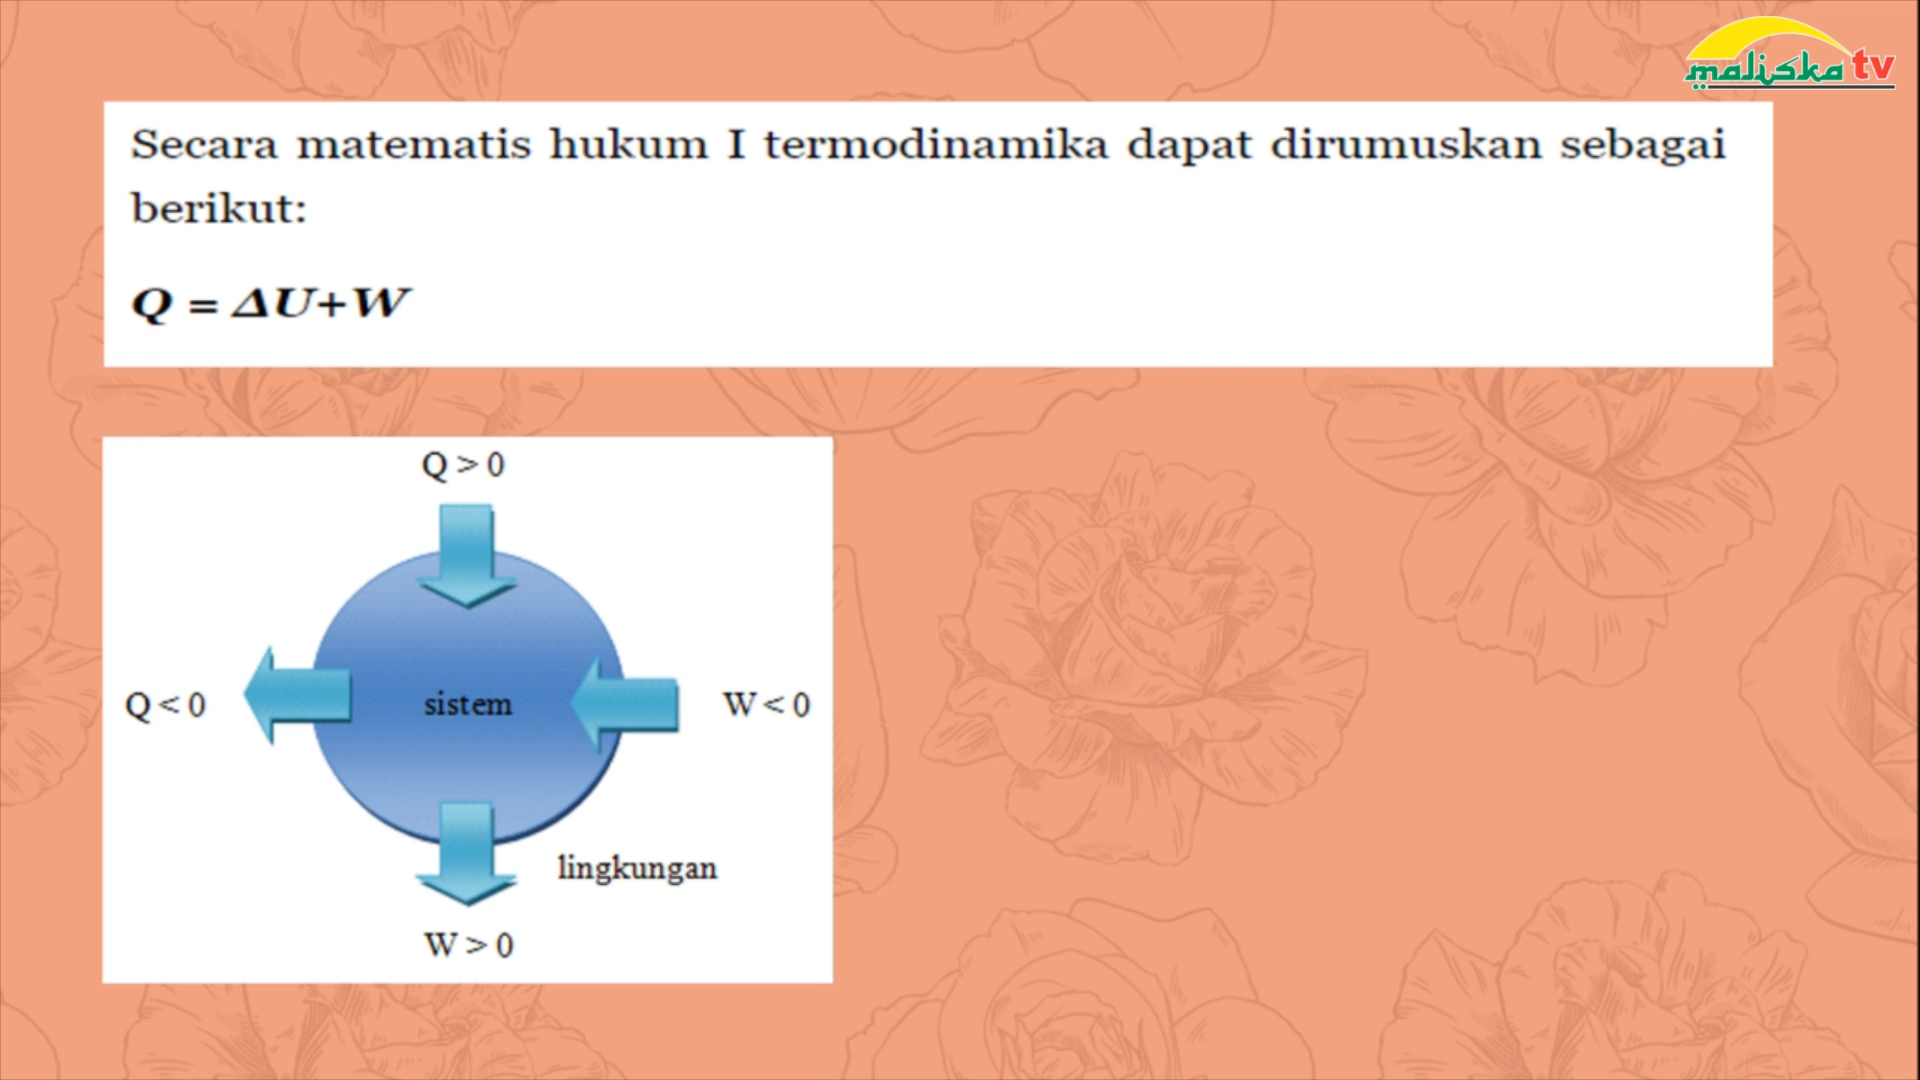 maliska tv
Secara matematis hukum I termodinamika dapat dirumuskan sebagai
berikut:
Q = ΔU+W
Q > 0
Q < 0
sistem
W < 0
lingkungan
W > 0